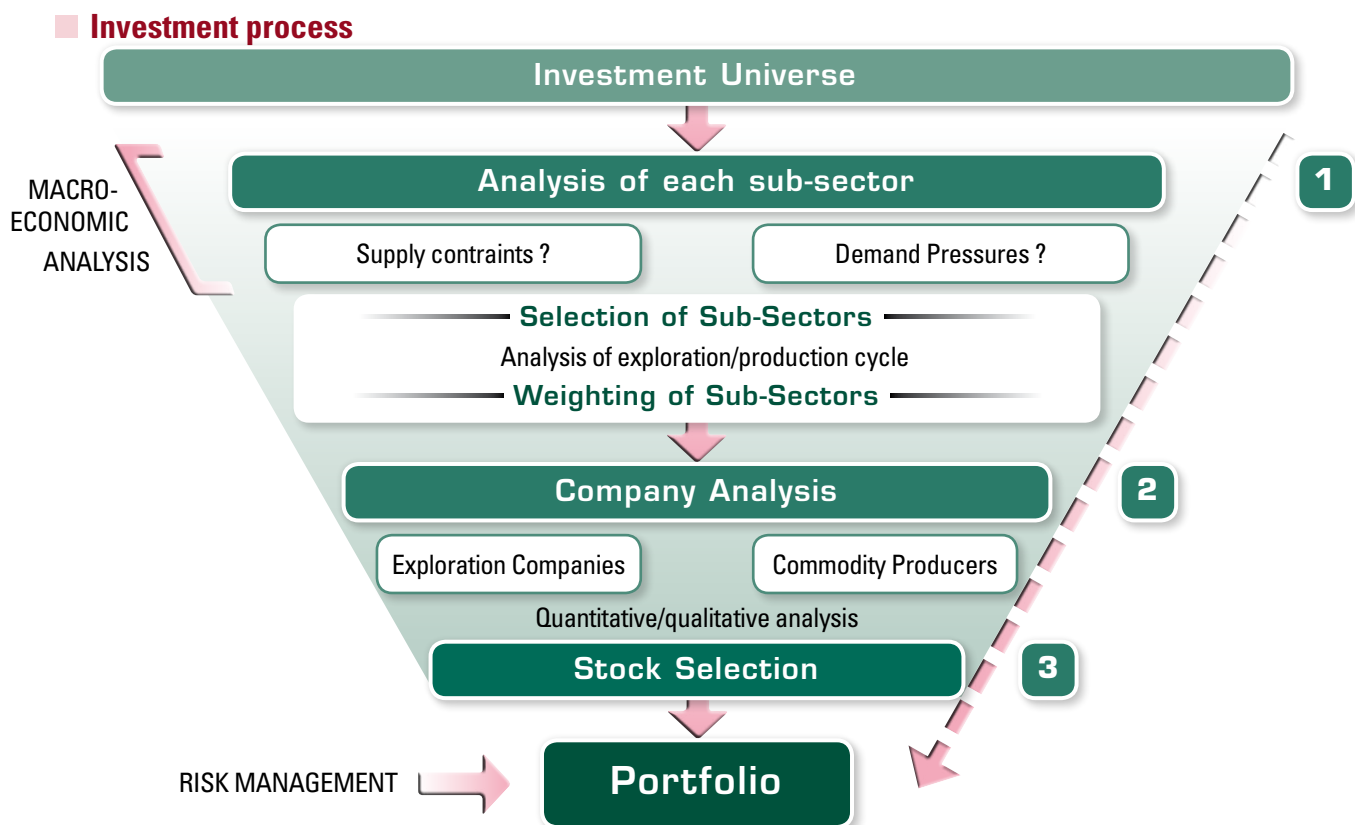 Investment process
Investment Universe
MACRO-
ECONOMIC
ANALYSIS
Analysis of each sub-sector
1
Supply contraints ?
Demand Pressures ?
Selection of Sub-Sectors
Analysis of exploration/production cycle
Weighting of Sub-Sectors
Company Analysis
2
Exploration Companies
Commodity Producers
Quantitative/qualitative analysis
Stock Selection
3
RISK MANAGEMENT
Portfolio